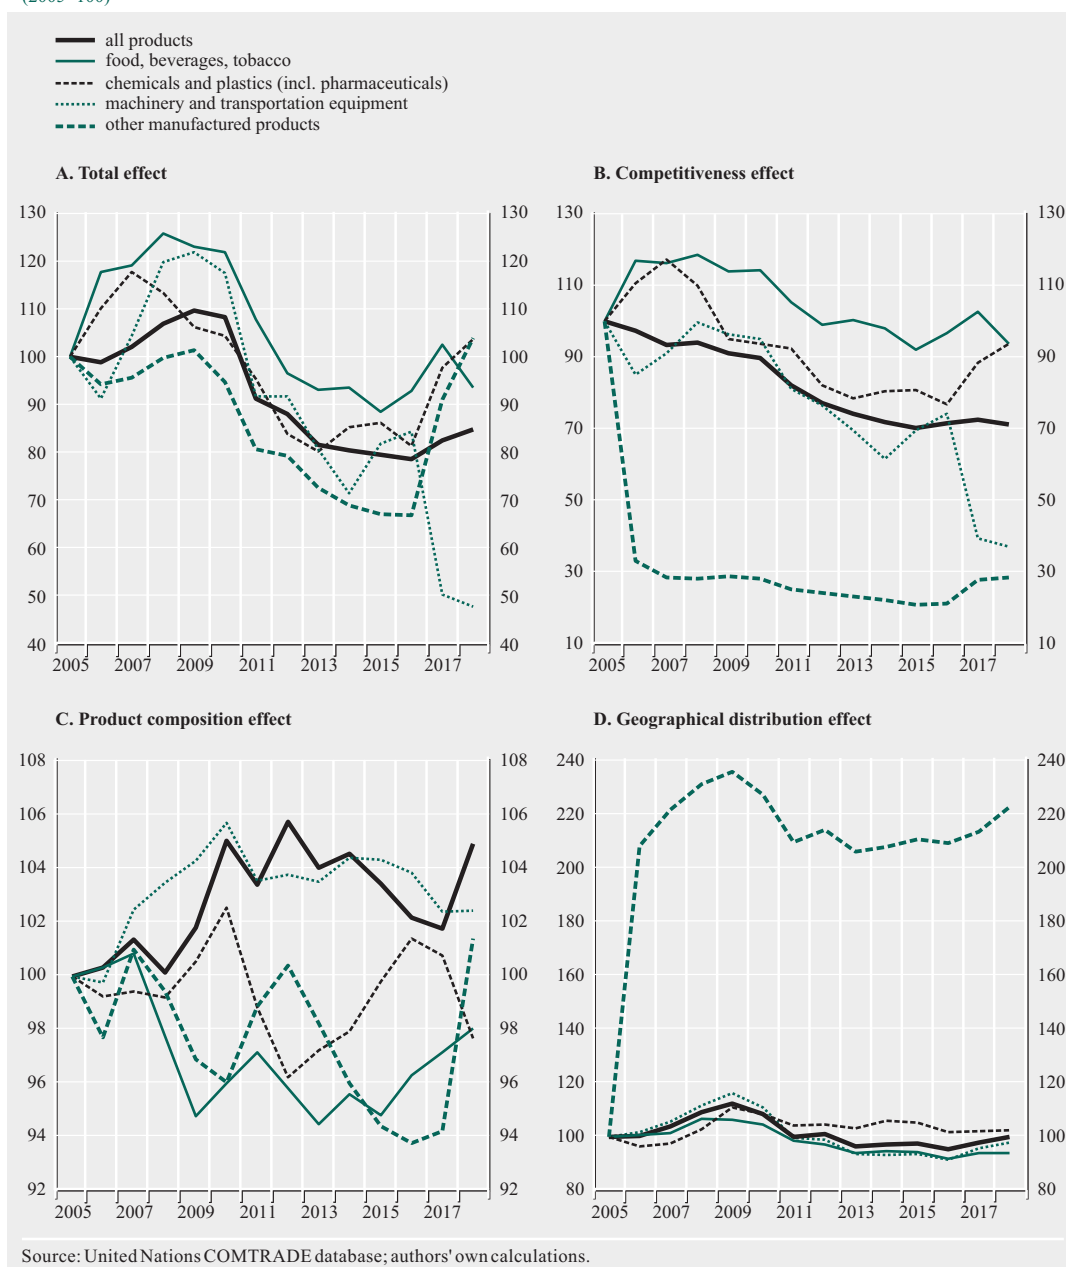 (2005=100)
all products
food, beverages, tobacco
chemicals and plastics (incl. pharmaceuticals)
machinery and transportation equipment
other manufactured products
A. Total effect
130 130
120 120
110 110
100 100
90 90
80 80
70 70
60 60
50 50
40 40
2005 2007 2009 2011 2013 2015 2017
B. Competitiveness effect
130 130
110 110
90 90
70 70
50 50
30 30
10 10
2005 2007 2009 2011 2013 2015 2017
C. Product composition effect
108 108
106 106
104 104
102 102
100 100
98 98
96 96
94 94
92 92
2005 2007 2009 2011 2013 2015 2017
D. Geographical distribution effect
240 240
220 220
200 200
180 180
160 160
140 140
120 120
100 100
80 80
2005 2007 2009 2011 2013 2015 2017
Source: United Nations COMTRADE database; authors' own calculations.